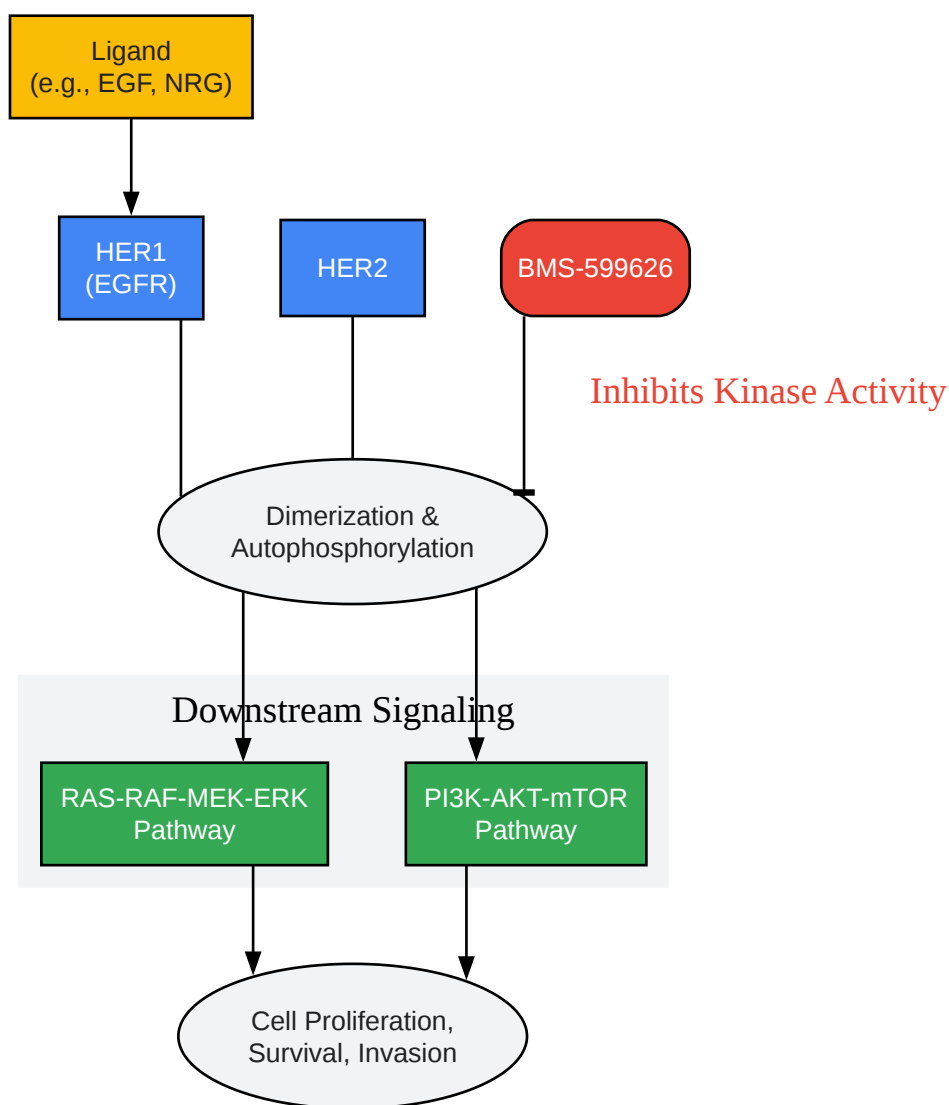 Ligand
(e.g., EGF, NRG)
HER1
(EGFR)
HER2
BMS-599626
Inhibits Kinase Activity
Dimerization &
Autophosphorylation
Downstream Signaling
RAS-RAF-MEK-ERK
Pathway
PI3K-AKT-mTOR
Pathway
Cell Proliferation,
Survival, Invasion